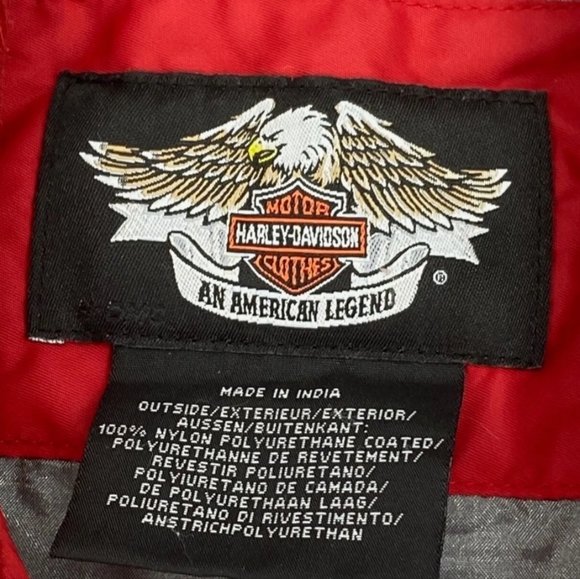 MOTOR
HARLEY-DAVIDSON
CLOTHES
AN AMERICAN LEGEND
®
MADE IN INDIA
OUTSIDE/EXTERIEUR/EXTERIOR/
AUSSEN/BUITENKANT:
100% NYLON POLYURETHANE COATED/
POLYURETHANNE DE REVETEMENT/
REVESTIR POLIURETANO/
POLYURETANO DE CAMADA/
DE POLYURETHAAN LAAG/
POLIURETANO DI RIVESTIMENTO/
ANSTRICHPOLYURETHAN